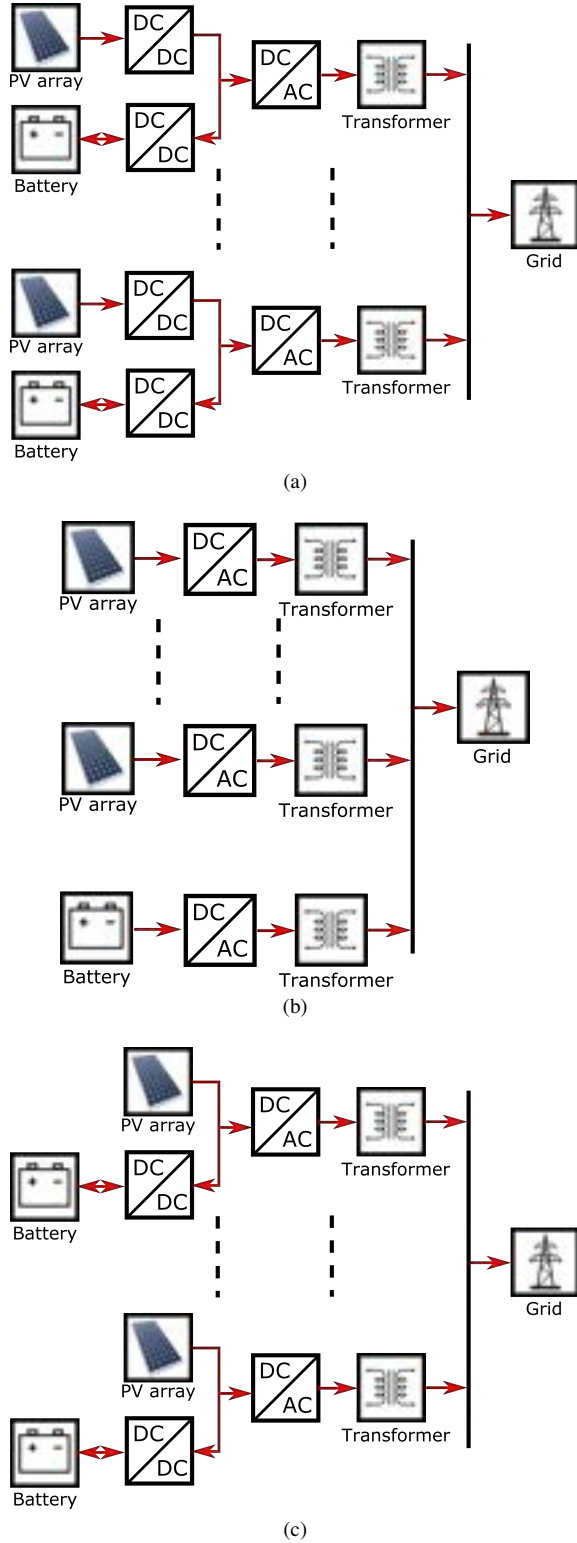 DC
DC
DC
AC
PV array
Transformer
DC
DC
Battery
Grid
DC
DC
DC
AC
PV array
Transformer
DC
DC
Battery
(a)
DC
AC
PV array
Transformer
DC
AC
Grid
PV array
Transformer
DC
AC
Battery
Transformer
(b)
DC
AC
PV array
Transformer
DC
DC
Battery
Grid
DC
AC
PV array
Transformer
DC
DC
Battery
(c)